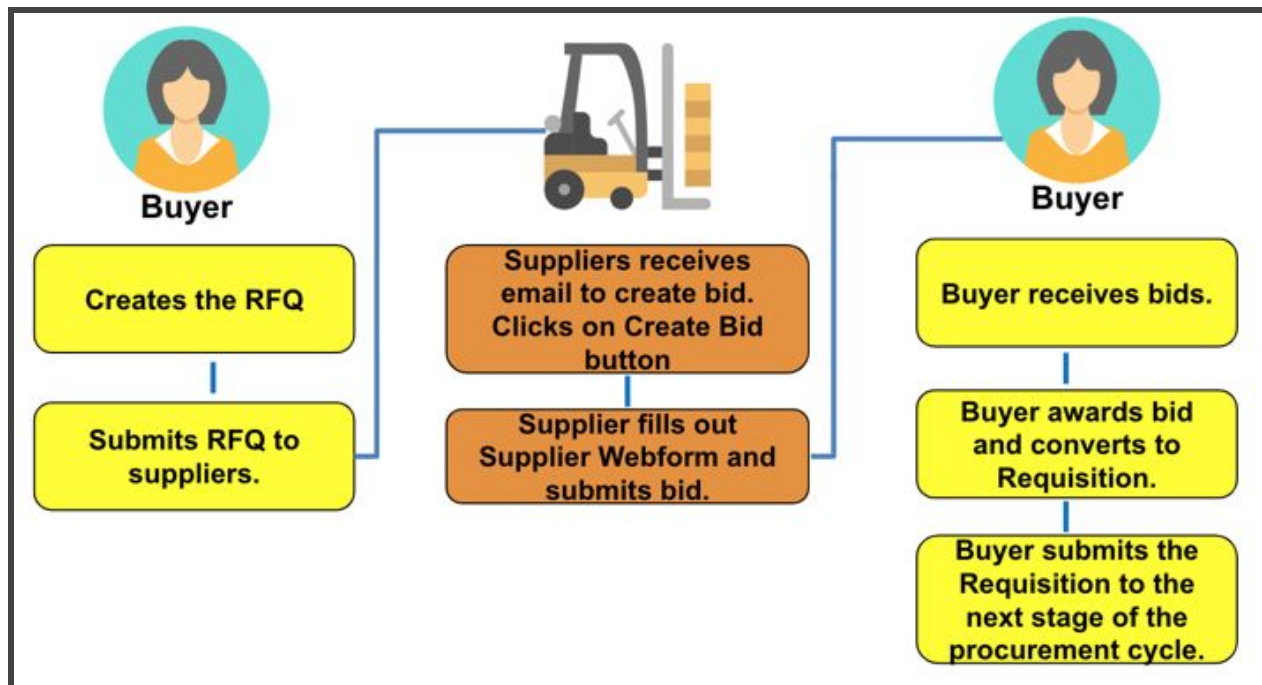 Buyer
Creates the RFQ
Submits RFQ to
suppliers.
Suppliers receives
email to create bid.
Clicks on Create Bid
button
Supplier fills out
Supplier Webform and
submits bid.
Buyer
Buyer receives bids.
Buyer awards bid
and converts to
Requisition.
Buyer submits the
Requisition to the
next stage of the
procurement cycle.